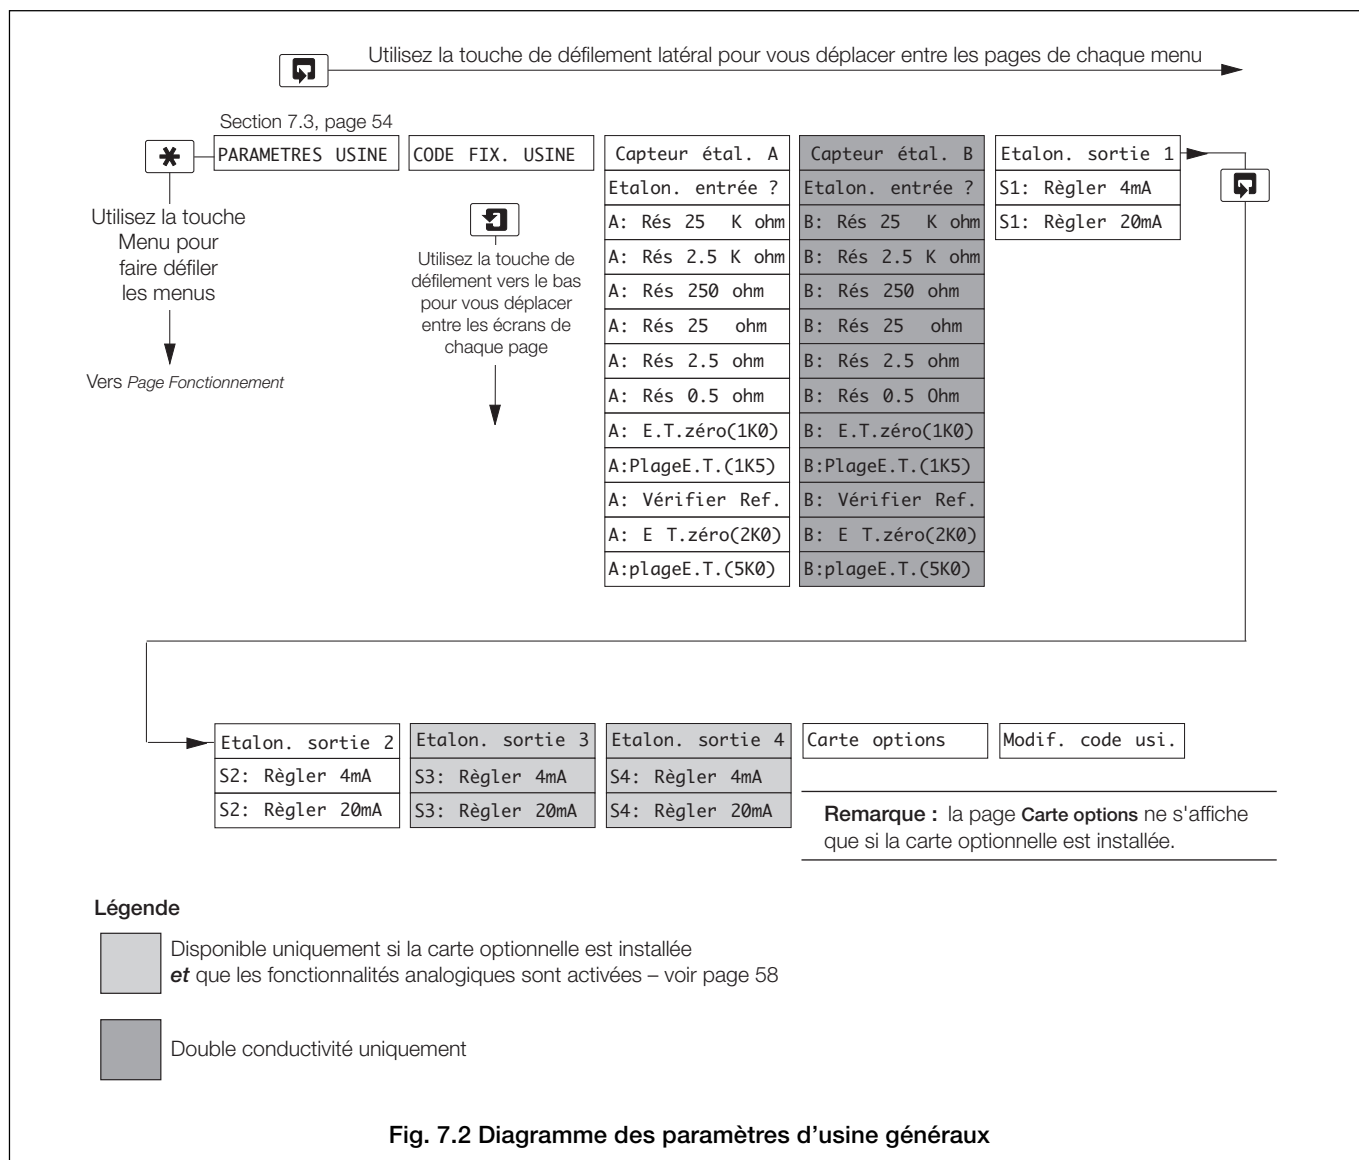 Utilisez la touche de défilement latéral pour vous déplacer entre les pages de chaque menu
Section 7.3, page 54
PARAMETRES USINE
CODE FIX. USINE
Utilisez la touche
Menu pour
faire défiler
les menus
Vers Page Fonctionnement
Utilisez la touche de
défilement vers le bas
pour vous déplacer
entre les écrans de
chaque page
Capteur étal. A
Etalon. entrée ?
A: Rés 25 K ohm
A: Rés 2.5 K ohm
A: Rés 250 ohm
A: Rés 25 ohm
A: Rés 2.5 ohm
A: Rés 0.5 ohm
A: E.T.zéro(1K0)
A:PlageE.T.(1K5)
A: Vérifier Ref.
A: E T.zéro(2K0)
A:plageE.T.(5K0)
Capteur étal. B
Etalon. entrée ?
B: Rés 25 K ohm
B: Rés 2.5 K ohm
B: Rés 250 ohm
B: Rés 25 ohm
B: Rés 2.5 ohm
B: Rés 0.5 Ohm
B: E.T.zéro(1K0)
B:PlageE.T.(1K5)
B: Vérifier Ref.
B: E T.zéro(2K0)
B:plageE.T.(5K0)
Etalon. sortie 1
S1: Règler 4mA
S1: Règler 20mA
Etalon. sortie 2
S2: Règler 4mA
S2: Règler 20mA
Etalon. sortie 3
S3: Règler 4mA
S3: Règler 20mA
Etalon. sortie 4
S4: Règler 4mA
S4: Règler 20mA
Carte options
Modif. code usi.
Remarque : la page Carte options ne s'affiche
que si la carte optionnelle est installée.
Légende
Disponible uniquement si la carte optionnelle est installée
et que les fonctionnalités analogiques sont activées – voir page 58
Double conductivité uniquement
Fig. 7.2 Diagramme des paramètres d’usine généraux